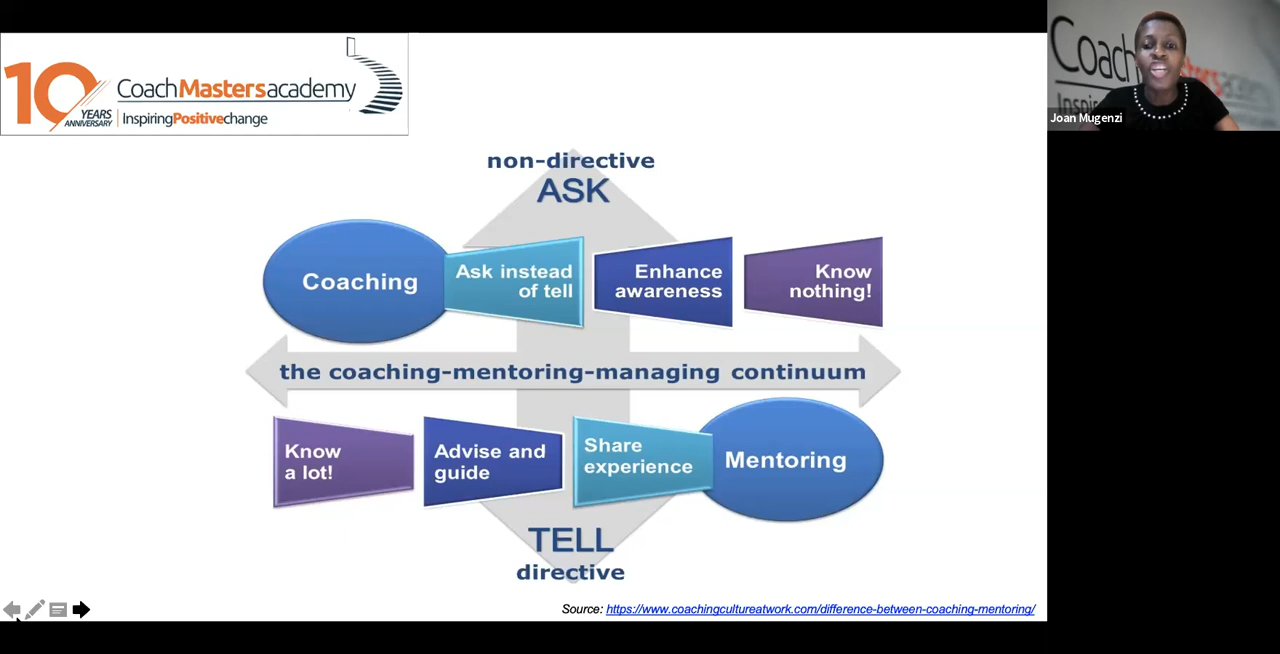 10
YEARS
ANNIVERSARY
CoachMastersacademy
InspiringPositivechange
Coach
Joan Mugenzi
non-directive
ASK
Coaching
Ask instead
of tell
Enhance
awareness
Know
nothing!
the coaching-mentoring-managing continuum
Know
a lot!
Advise and
guide
Share
experience
Mentoring
TELL
directive
Source: https://www.coachingcultureatwork.com/difference-between-coaching-mentoring/